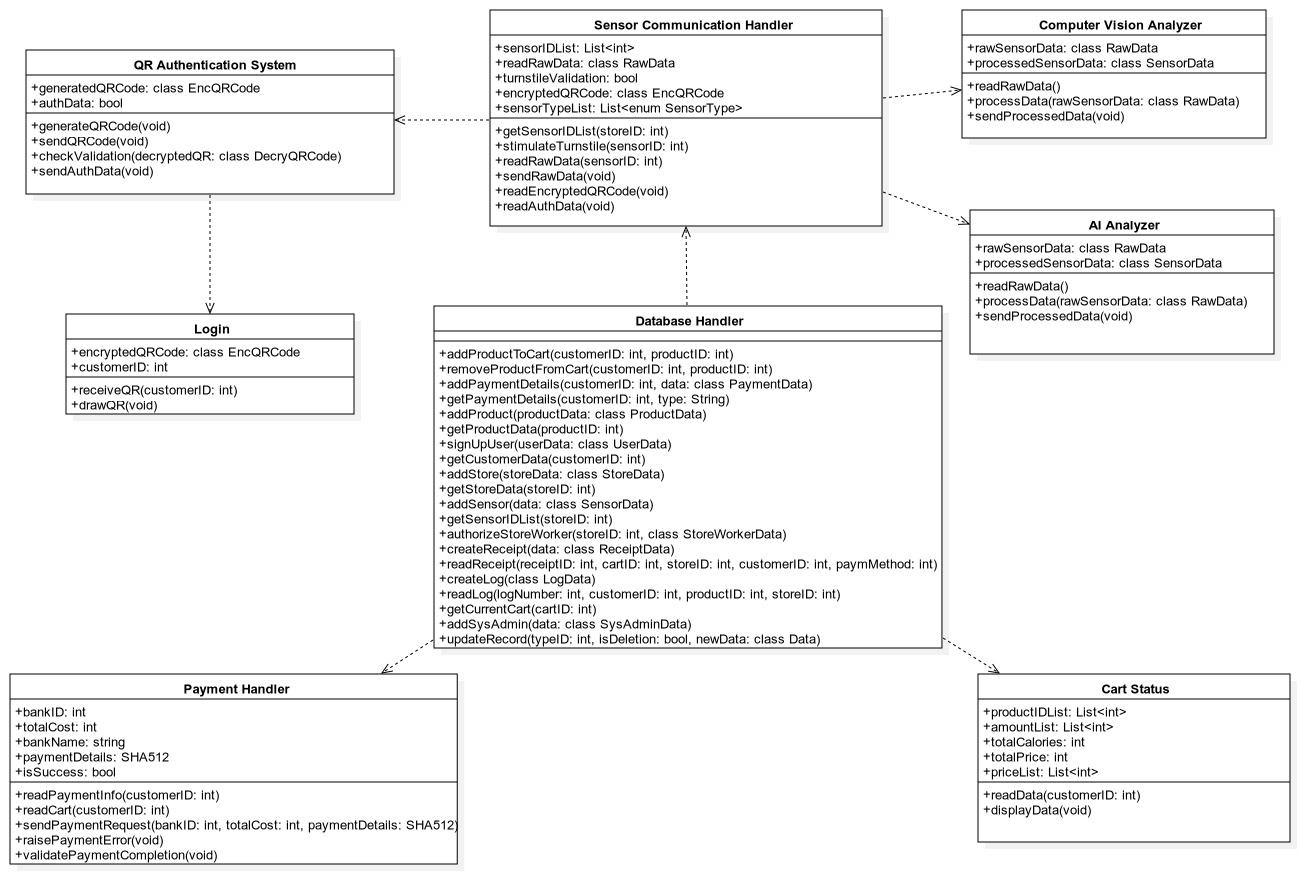 QR Authentication System
+generatedQRCode: class EncQRCode
+authData: bool
+generateQRCode(void)
+sendQRCode(void)
+checkValidation(decryptedQR: class DecryQRCode)
+sendAuthData(void)
Sensor Communication Handler
+sensorIDList: List<int>
+readRawData: class RawData
+turnstileValidation: bool
+encryptedQRCode: class EncQRCode
+sensorTypeList: List<enum SensorType>
+getSensorIDList(storeID: int)
+stimulateTurnstile(sensorID: int)
+readRawData(sensorID: int)
+sendRawData(void)
+readEncryptedQRCode(void)
+readAuthData(void)
Computer Vision Analyzer
+rawSensorData: class RawData
+processedSensorData: class SensorData
+readRawData()
+processData(rawSensorData: class RawData)
+sendProcessedData(void)
AI Analyzer
+rawSensorData: class RawData
+processedSensorData: class SensorData
+readRawData()
+processData(rawSensorData: class RawData)
+sendProcessedData(void)
Login
+encryptedQRCode: class EncQRCode
+customerID: int
+receiveQR(customerID: int)
+drawQR(void)
Database Handler
+addProductToCart(customerID: int, productID: int)
+removeProductFromCart(customerID: int, productID: int)
+addPaymentDetails(customerID: int, data: class PaymentData)
+getPaymentDetails(customerID: int, type: String)
+addProduct(productData: class ProductData)
+getProductData(productID: int)
+signUpUser(userData: class UserData)
+getCustomerData(customerID: int)
+addStore(storeData: class StoreData)
+getStoreData(storeID: int)
+addSensor(data: class SensorData)
+getSensorIDList(storeID: int)
+authorizeStoreWorker(storeID: int, class StoreWorkerData)
+createReceipt(data: class ReceiptData)
+readReceipt(receiptID: int, cartID: int, storeID: int, customerID: int, paymMethod: int)
+createLog(class LogData)
+readLog(logNumber: int, customerID: int, productID: int, storeID: int)
+getCurrentCart(cartID: int)
+addSysAdmin(data: class SysAdminData)
+updateRecord(typeID: int, isDeletion: bool, newData: class Data)
Payment Handler
+bankID: int
+totalCost: int
+bankName: string
+paymentDetails: SHA512
+isSuccess: bool
+readPaymentInfo(customerID: int)
+readCart(customerID: int)
+sendPaymentRequest(bankID: int, totalCost: int, paymentDetails: SHA512)
+raisePaymentError(void)
+validatePaymentCompletion(void)
Cart Status
+productIDList: List<int>
+amountList: List<int>
+totalCalories: int
+totalPrice: int
+priceList: List<int>
+readData(customerID: int)
+displayData(void)